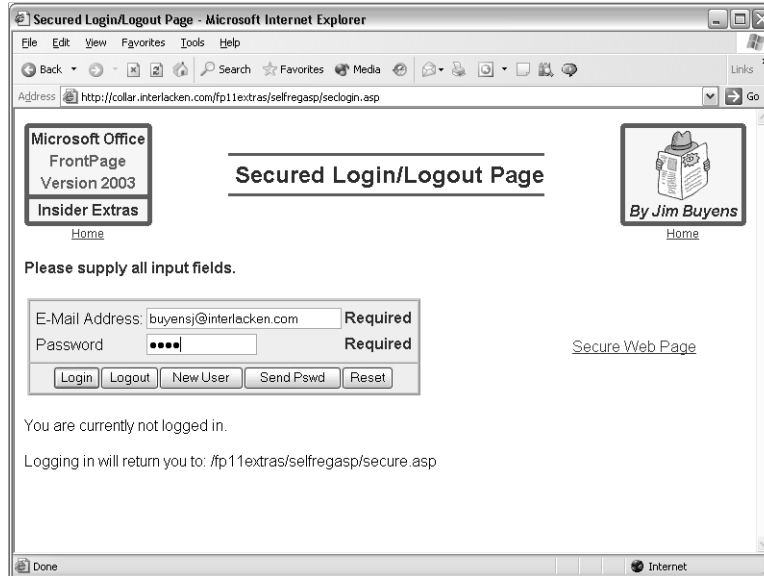 Secured Login/Logout Page - Microsoft Internet Explorer
File Edit View Favorites Tools Help
Back Search Favorites Media Links
Address http://collar.interlacken.com/fp11extras/selfregasp/seclogin.asp Go
Microsoft Office
FrontPage
Version 2003
Insider Extras
Home
Secured Login/Logout Page
By Jim Buyens
Home
Please supply all input fields.
E-Mail Address: buyensj@interlacken.com Required
Password •••• Required
Secure Web Page
Login Logout New User Send Pswd Reset
You are currently not logged in.
Logging in will return you to: /fp11extras/selfregasp/secure.asp
Done Internet